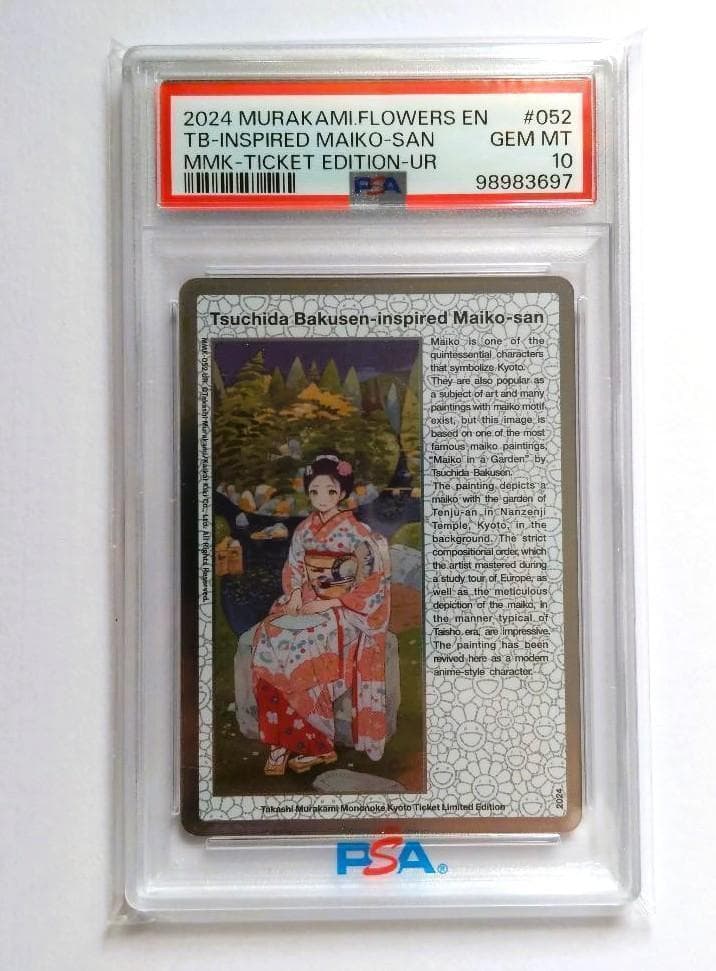 2024 MURAKAMI.FLOWERS EN #052
TB-INSPIRED MAIKO-SAN GEM MT
MMK-TICKET EDITION-UR 10
PSA 98983697
Tsuchida Bakusen-inspired Maiko-san
Maiko is one of the
quintessential characters
that symbolize Kyoto.
They are also popular as
a subject of art and many
paintings with maiko motif
exist, but this image is
based on one of the most
famous maiko paintings,
"Maiko in a Garden" by
Tsuchida Bakusen.
The painting depicts a
maiko with the garden of
Tenju-an in Nanzenji
Temple, Kyoto, in the
background. The strict
compositional order, which
the artist mastered during
a study tour of Europe, as
well as the meticulous
depiction of the maiko, in
the manner typical of
Taisho era, are impressive.
The painting has been
revived here as a modern
anime-style character.
All Rights Reserved.
Takashi Murakami Mononoke Kyoto Ticket Limited Edition
2024
PSA®